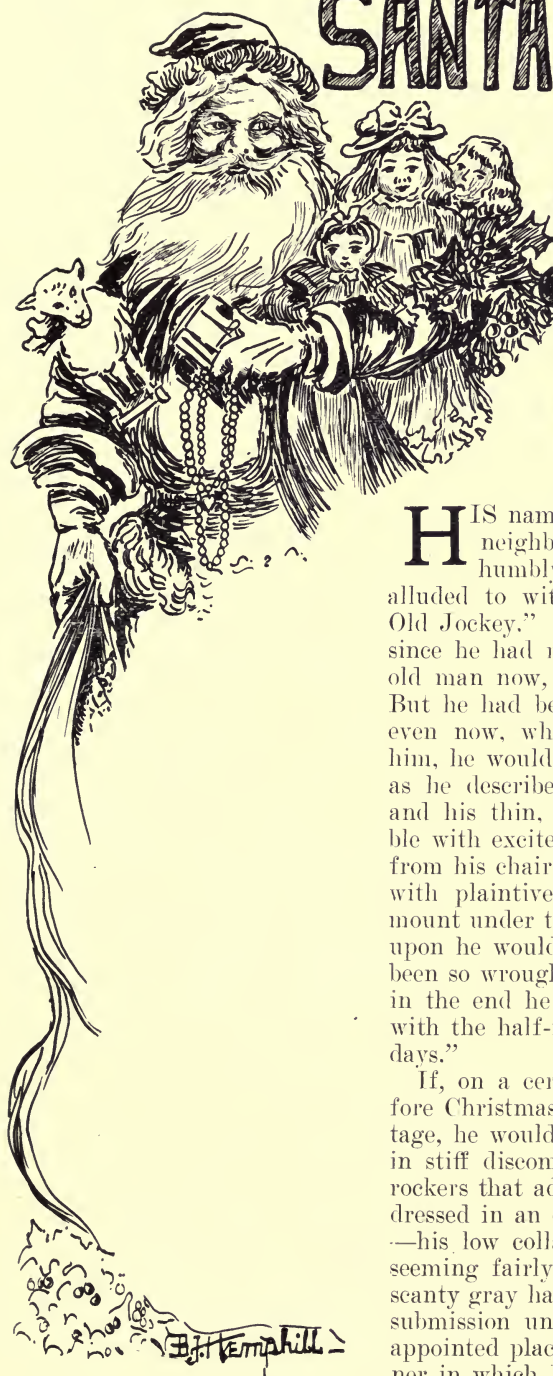 SANTA
HIS nam
neighb
humbly
alluded to wit
Old Jockey.”
since he had
old man now,
But he had be
even now, wh
him, he would
as he describe
and his thin,
ble with excite
from his chair
with plaintive
mount under t
upon he would
been so wrough
in the end he
with the half-
days.”
If, on a cer
fore Christmas
tage, he would
in stiff discom
rockers that ad
dressed in an
—his low coll
seeming fairly
scanty gray ha
submission un
appointed plac
ner in which
B.J. Hemphill